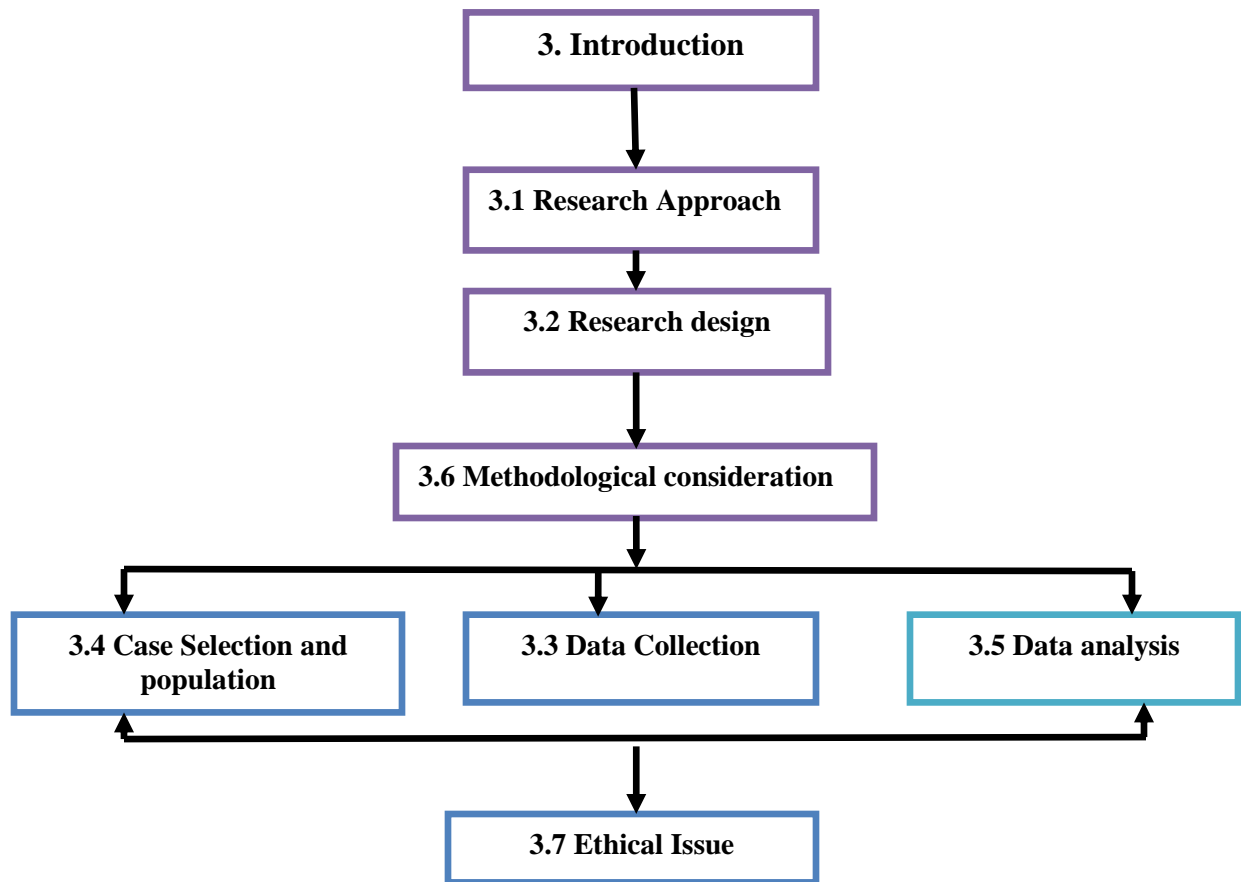 3. Introduction
3.1 Research Approach
3.2 Research design
3.6 Methodological consideration
3.4 Case Selection and
population
3.3 Data Collection
3.5 Data analysis
3.7 Ethical Issue